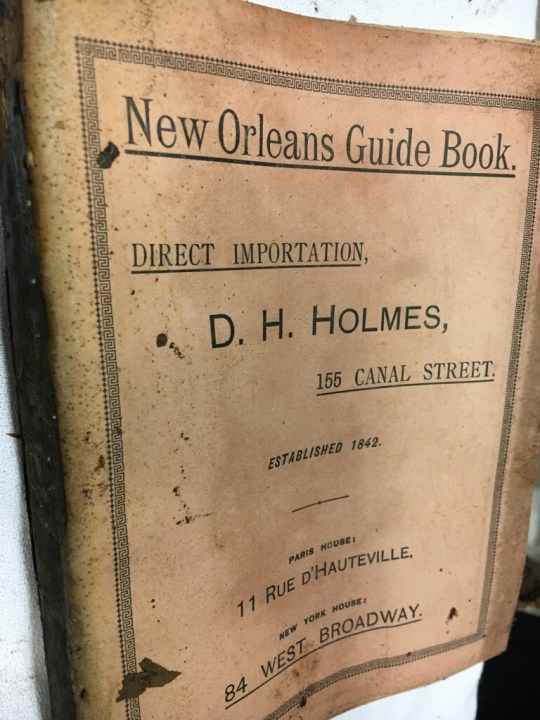 New Orleans Guide Book.
DIRECT IMPORTATION,
D. H. HOLMES,
155 CANAL STREET.
ESTABLISHED 1842.
PARIS HOUSE:
11 RUE D'HAUTEVILLE.
NEW YORK HOUSE:
84 WEST BROADWAY.